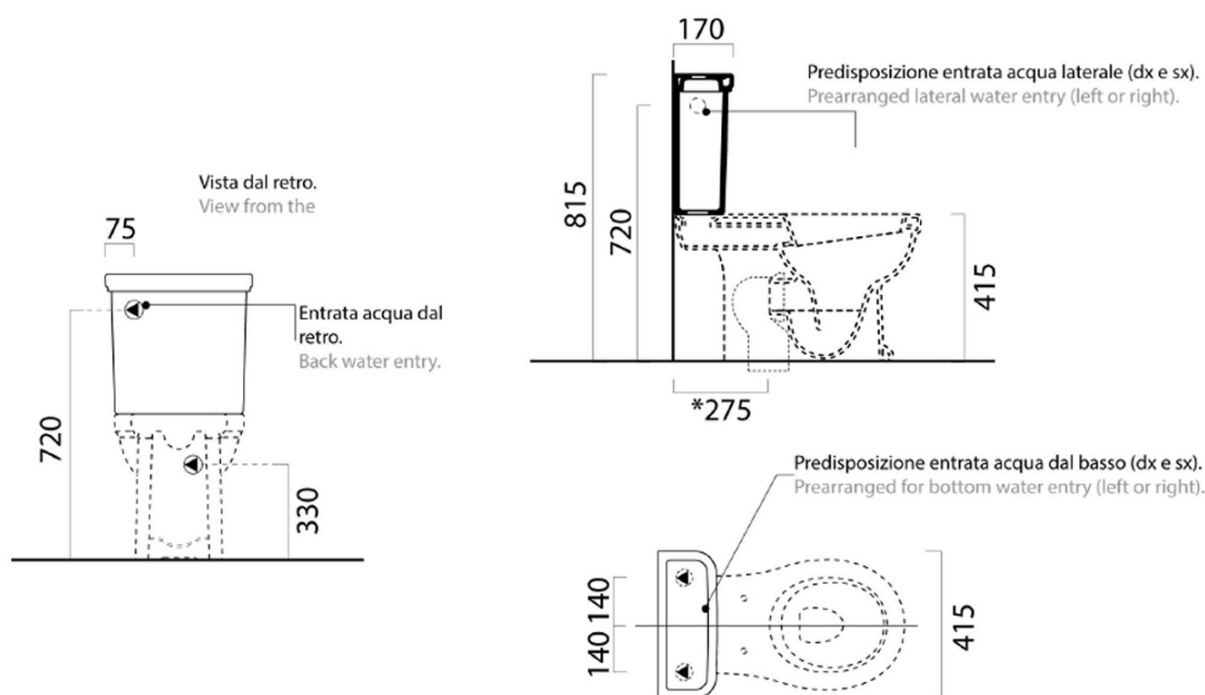 170
Predisposizione entrata acqua laterale (dx e sx).
Prearranged lateral water entry (left or right).
815
720
415
*275
Vista dal retro.
View from the
75
Entrata acqua dal
retro.
Back water entry.
720
330
Predisposizione entrata acqua dal basso (dx e sx).
Prearranged for bottom water entry (left or right).
140
140
415